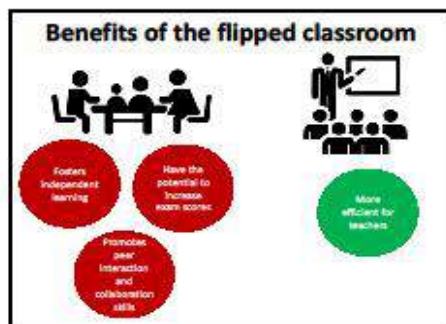 Benefits of the flipped classroom
Fosters
independent
learning
Have the
potential to
increase
exam scores
Promotes
peer
interaction
and
collaboration
skills
More
efficient for
teachers